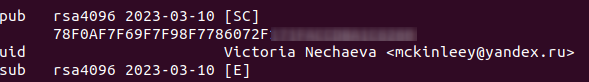 pub rsa4096 2023-03-10 [SC]
78F0AF7F69F7F98F7786072F
uid Victoria Nechaeva <mckinleey@yandex.ru>
sub rsa4096 2023-03-10 [E]